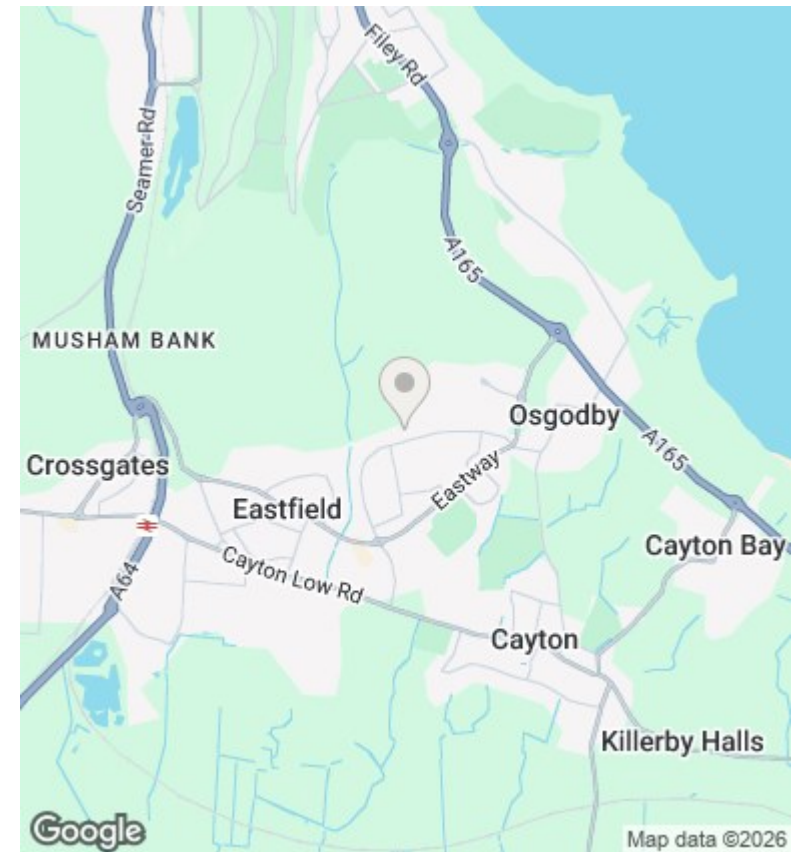 Filey Rd
Seamer Rd
A165
MUSHAM BANK
Osgodby
A165
Crossgates
Eastway
Eastfield
Cayton Bay
Cayton Low Rd
A64
Cayton
Killerby Halls
Google
Map data ©2026